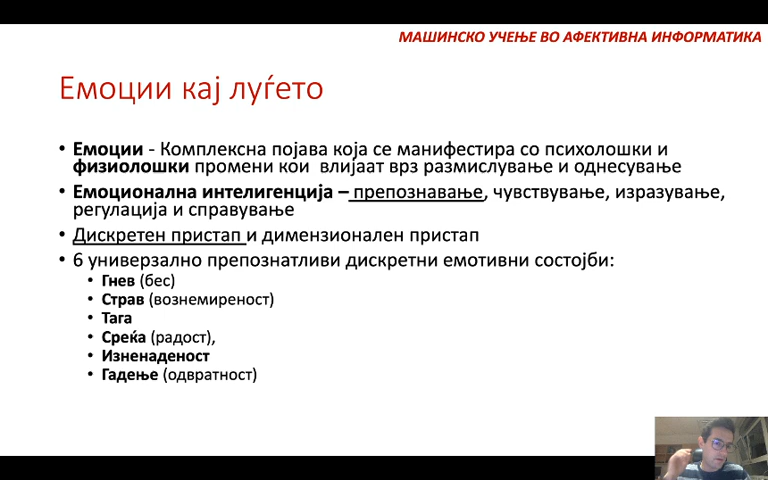 МАШИНСКО УЧЕЊЕ ВО АФЕКТИВНА ИНФОРМАТИКА
Емоции кај луѓето
• Емоции - Комплексна појава која се манифестира со психолошки и
физиолошки промени кои влијаат врз размислување и однесување
• Емоционална интелигенција – препознавање, чувствување, изразување,
регулација и справување
• Дискретен пристап и димензионален пристап
• 6 универзално препознатливи дискретни емотивни состојби:
• Гнев (бес)
• Страв (вознемиреност)
• Тага
• Среќа (радост),
• Изненаденост
• Гадење (одвратност)